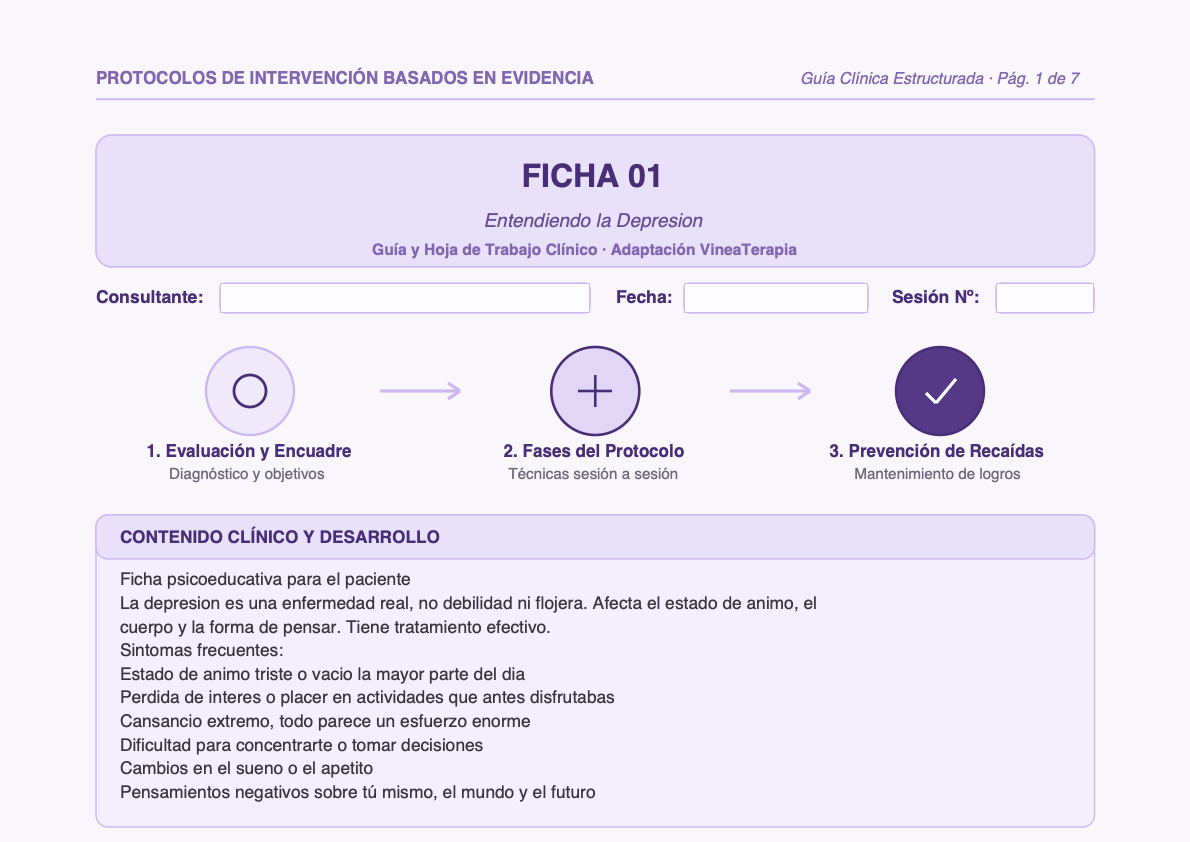 PROTOCOLOS DE INTERVENCIÓN BASADOS EN EVIDENCIA
Guía Clínica Estructurada · Pág. 1 de 7
FICHA 01
Entendiendo la Depresion
Guía y Hoja de Trabajo Clínico · Adaptación VineaTerapia
Consultante: Fecha: Sesión Nº:
1. Evaluación y Encuadre
Diagnóstico y objetivos
2. Fases del Protocolo
Técnicas sesión a sesión
3. Prevención de Recaídas
Mantenimiento de logros
CONTENIDO CLÍNICO Y DESARROLLO
Ficha psicoeducativa para el paciente
La depresion es una enfermedad real, no debilidad ni flojera. Afecta el estado de animo, el
cuerpo y la forma de pensar. Tiene tratamiento efectivo.
Sintomas frecuentes:
Estado de animo triste o vacio la mayor parte del dia
Perdida de interes o placer en actividades que antes disfrutabas
Cansancio extremo, todo parece un esfuerzo enorme
Dificultad para concentrarte o tomar decisiones
Cambios en el sueno o el apetito
Pensamientos negativos sobre tú mismo, el mundo y el futuro